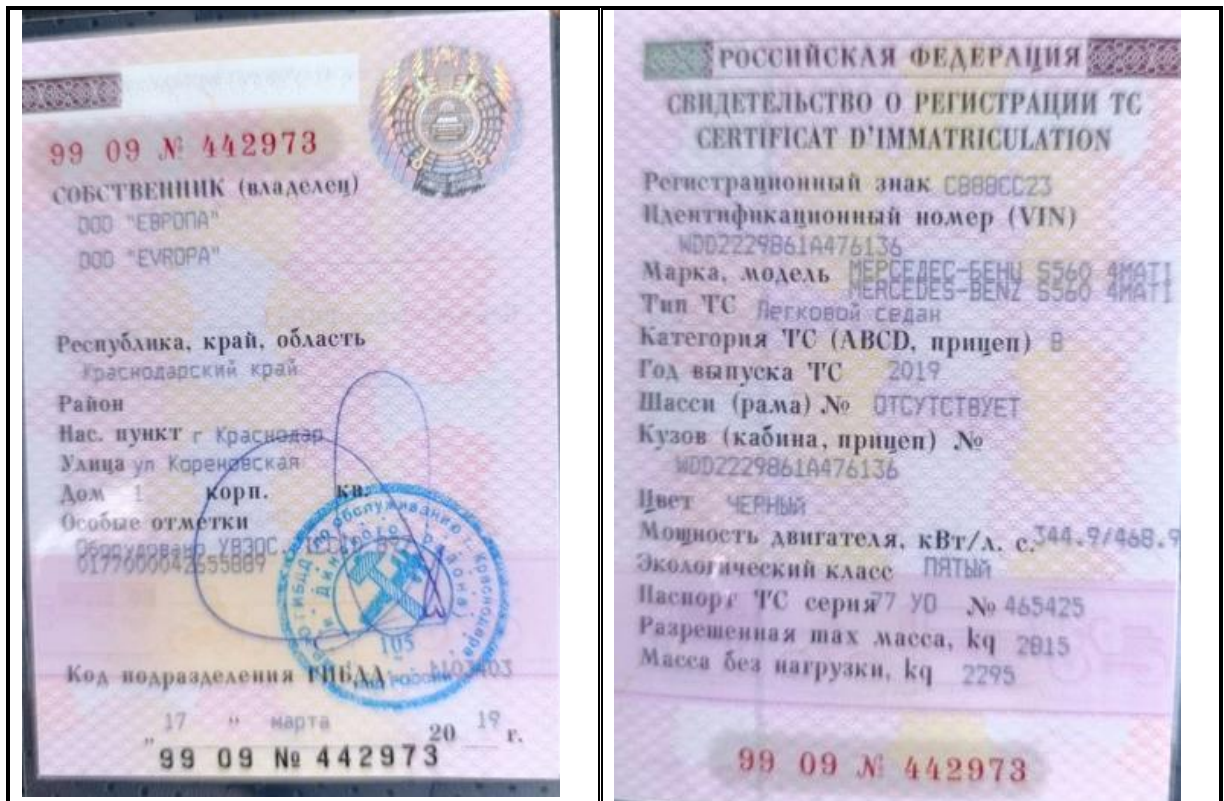 99 09 № 442973
СОБСТВЕННИК (владелец)
ООО "ЕВРОПА"
ООО "EVROPA"
Республика, край, область
Краснодарский край
Район
Нас. пункт г Краснодар
Улица ул Кореновская
Дом 1 корп. кв.
Особые отметки
Оборудовано УВЭОС.
0177000042655889
Код подразделения ГИБДД
105
" 17 " марта 20 19 г.
99 09 № 442973
РОССИЙСКАЯ ФЕДЕРАЦИЯ
СВИДЕТЕЛЬСТВО О РЕГИСТРАЦИИ ТС
CERTIFICAT D'IMMATRICULATION
Регистрационный знак С888СС23
Идентификационный номер (VIN)
WDD2229861A476136
Марка, модель МЕРСЕДЕС-БЕНЦ S560 4MATI
MERCEDES-BENZ S560 4MATI
Тип ТС Легковой седан
Категория ТС (ABCD, прицеп) В
Год выпуска ТС 2019
Шасси (рама) № ОТСУТСТВУЕТ
Кузов (кабина, прицеп) №
WDD2229861A476136
Цвет ЧЕРНЫЙ
Мощность двигателя, кВт/л. с. 344.9/468.9
Экологический класс ПЯТЫЙ
Паспорт ТС серия 77 УО № 465425
Разрешенная max масса, kg 2815
Масса без нагрузки, kg 2295
99 09 № 442973